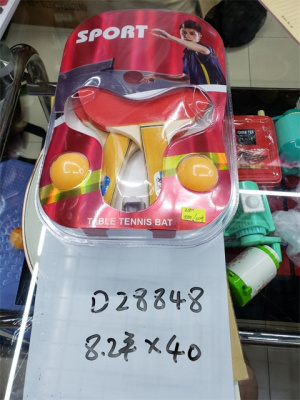 SPORT
TABLE TENNIS BAT
D28848
8.2元×40